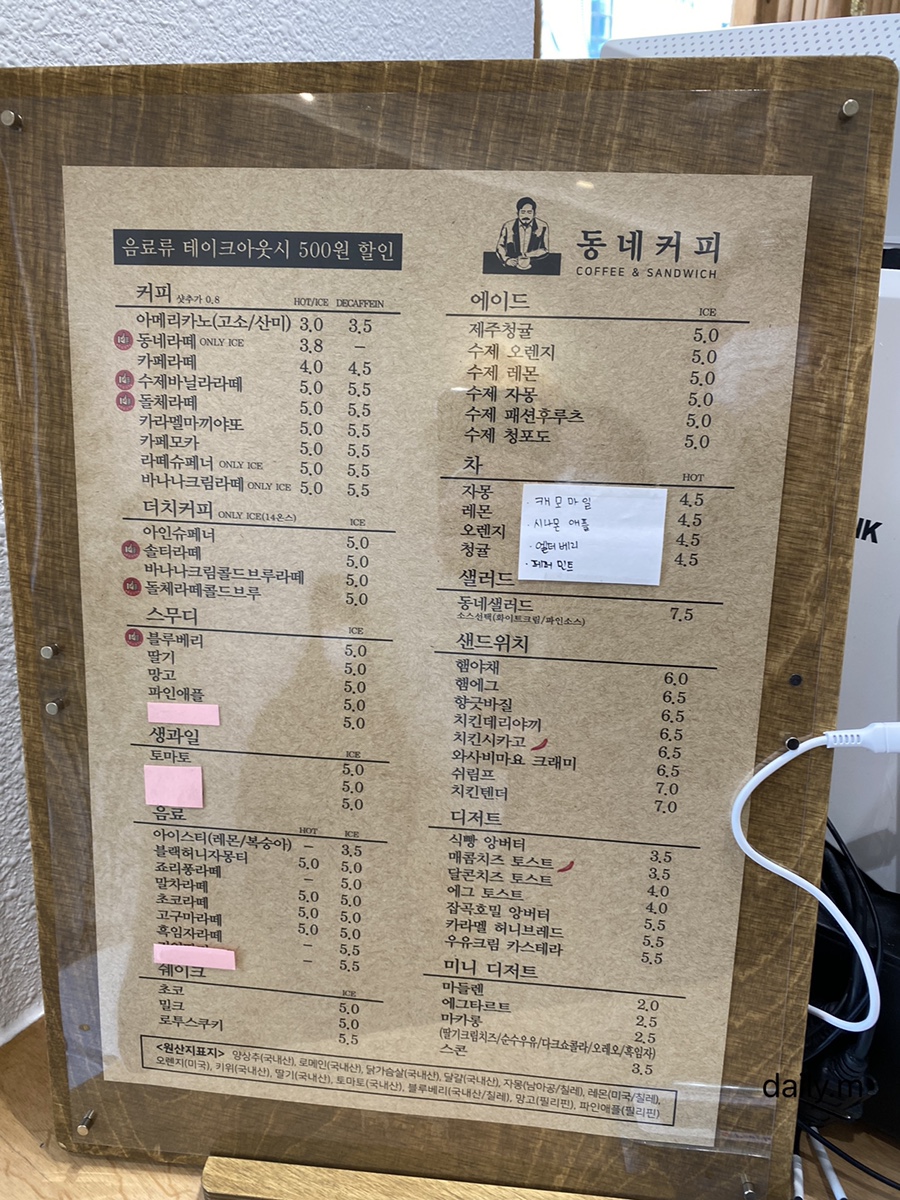 음료류 테이크아웃시 500원 할인
커피 샷추가 0.8 HOT/ICE DECAFFEIN
아메리카노(고소/산미) 3.0 3.5
동네라떼 ONLY ICE 3.8 –
카페라떼 4.0 4.5
수제바닐라라떼 5.0 5.5
돌체라떼 5.0 5.5
카라멜마끼야또 5.0 5.5
카페모카 5.0 5.5
라떼슈페너 ONLY ICE 5.0 5.5
바나나크림라떼 ONLY ICE 5.0 5.5
더치커피 ONLY ICE(14온스) ICE
아인슈페너 5.0
솔티라떼 5.0
바나나크림콜드브루라떼 5.0
돌체라떼콜드브루 5.0
스무디 ICE
블루베리 5.0
딸기 5.0
망고 5.0
파인애플 5.0
5.0
생과일 ICE
토마토 5.0
5.0
5.0
음료 HOT ICE
아이스티(레몬/복숭아) – 3.5
블랙허니자몽티 5.0 5.0
죠리퐁라떼 – 5.0
말차라떼 5.0 5.0
초코라떼 5.0 5.0
고구마라떼 5.0 5.0
흑임자라떼 – 5.5
– 5.5
쉐이크 ICE
초코 5.0
밀크 5.0
로투스쿠키 5.5
동네커피
COFFEE & SANDWICH
에이드 ICE
제주청귤 5.0
수제 오렌지 5.0
수제 레몬 5.0
수제 자몽 5.0
수제 패션후루츠 5.0
수제 청포도 5.0
차 HOT
자몽 4.5
레몬 4.5
오렌지 4.5
청귤 4.5
· 캐모마일
· 시나몬 애플
· 엘더베리
· 페퍼민트
샐러드
동네샐러드 7.5
소스선택(화이트크림/파인소스)
샌드위치
햄야채 6.0
햄에그 6.5
향긋바질 6.5
치킨데리야끼 6.5
치킨시카고 6.5
와사비마요 크래미 6.5
쉬림프 7.0
치킨텐더 7.0
디저트
식빵 앙버터 3.5
매콤치즈 토스트 3.5
달콘치즈 토스트 4.0
에그 토스트 4.0
잡곡호밀 앙버터 5.5
카라멜 허니브레드 5.5
우유크림 카스테라 5.5
미니 디저트
마들렌 2.0
에그타르트 2.5
마카롱 2.5
(딸기크림치즈/순수우유/다크쇼콜라/오레오/흑임자)
스콘 3.5
<원산지표지> 양상추(국내산), 로메인(국내산), 닭가슴살(국내산), 달걀(국내산), 자몽(남아공/칠레), 레몬(미국/칠레),
오렌지(미국), 키위(국내산), 딸기(국내산), 토마토(국내산), 블루베리(국내산/칠레), 망고(필리핀), 파인애플(필리핀)
daily.m